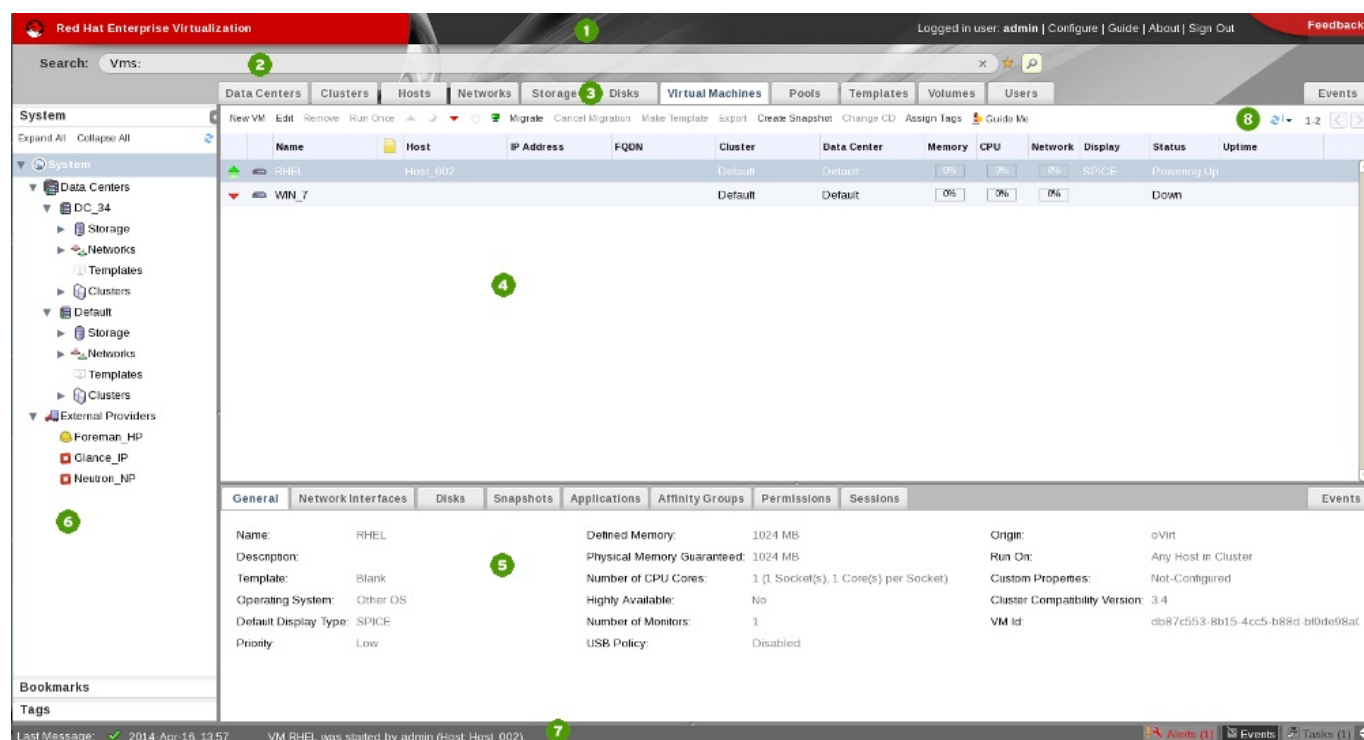 Red Hat Enterprise Virtualization
1
Logged in user: admin | Configure | Guide | About | Sign Out
Feedback
Search: Vms:
2
Data Centers Clusters Hosts Networks Storage 3 Disks Virtual Machines Pools Templates Volumes Users Events
System
Expand All Collapse All
New VM Edit Remove Run Once Migrate Cancel Migration Make Template Export Create Snapshot Change CD Assign Tags Guide Me
8
1-2
Name Host IP Address FQDN Cluster Data Center Memory CPU Network Display Status Uptime
RHEL Host_002 Default Default 0% 0% 0% SPICE Powering Up
WIN_7 Default Default 0% 0% 0% Down
4
System
Data Centers
DC_34
Storage
Networks
Templates
Clusters
Default
Storage
Networks
Templates
Clusters
External Providers
Foreman_HP
Glance_IP
Neutron_NP
6
General Network Interfaces Disks Snapshots Applications Affinity Groups Permissions Sessions Events
5
Name: RHEL
Description:
Template: Blank
Operating System: Other OS
Default Display Type: SPICE
Priority: Low
Defined Memory: 1024 MB
Physical Memory Guaranteed: 1024 MB
Number of CPU Cores: 1 (1 Socket(s), 1 Core(s) per Socket)
Highly Available: No
Number of Monitors: 1
USB Policy: Disabled
Origin: oVirt
Run On: Any Host in Cluster
Custom Properties: Not-Configured
Cluster Compatibility Version: 3.4
VM Id:
Bookmarks
Tags
Last Message: 2014-Apr-16, 13:57 VM RHEL was started by admin (Host: Host_002).
7
Alerts (1) Events Tasks (1)